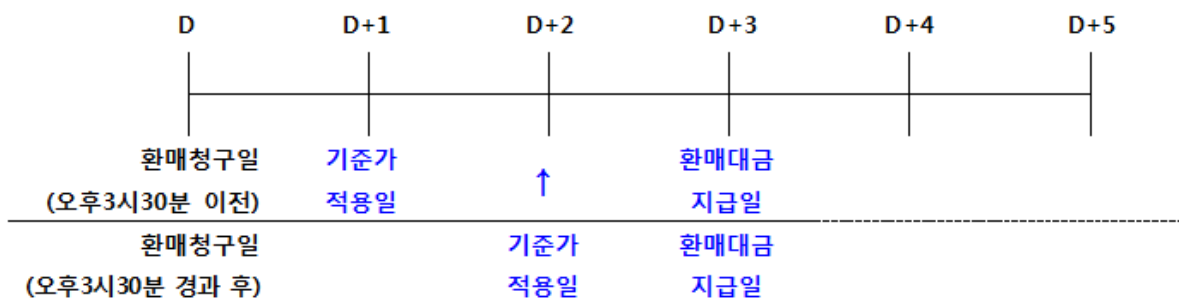 D D+1 D+2 D+3 D+4 D+5
환매청구일 기준가 환매대금
(오후3시30분 이전) 적용일 ↑ 지급일
환매청구일 기준가 환매대금
(오후3시30분 경과 후) 적용일 지급일